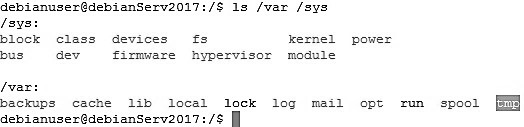 debianuser@debianServ2017:/$ ls /var /sys
/sys:
block  class  devices   fs          kernel  power
bus    dev    firmware  hypervisor  module

/var:
backups  cache  lib  local  lock  log  mail  opt  run  spool  tmp
debianuser@debianServ2017:/$